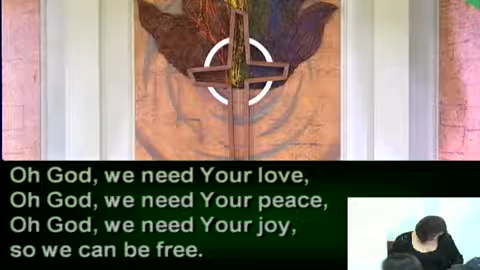 Oh God, we need Your love,
Oh God, we need Your peace,
Oh God, we need Your joy,
so we can be free.